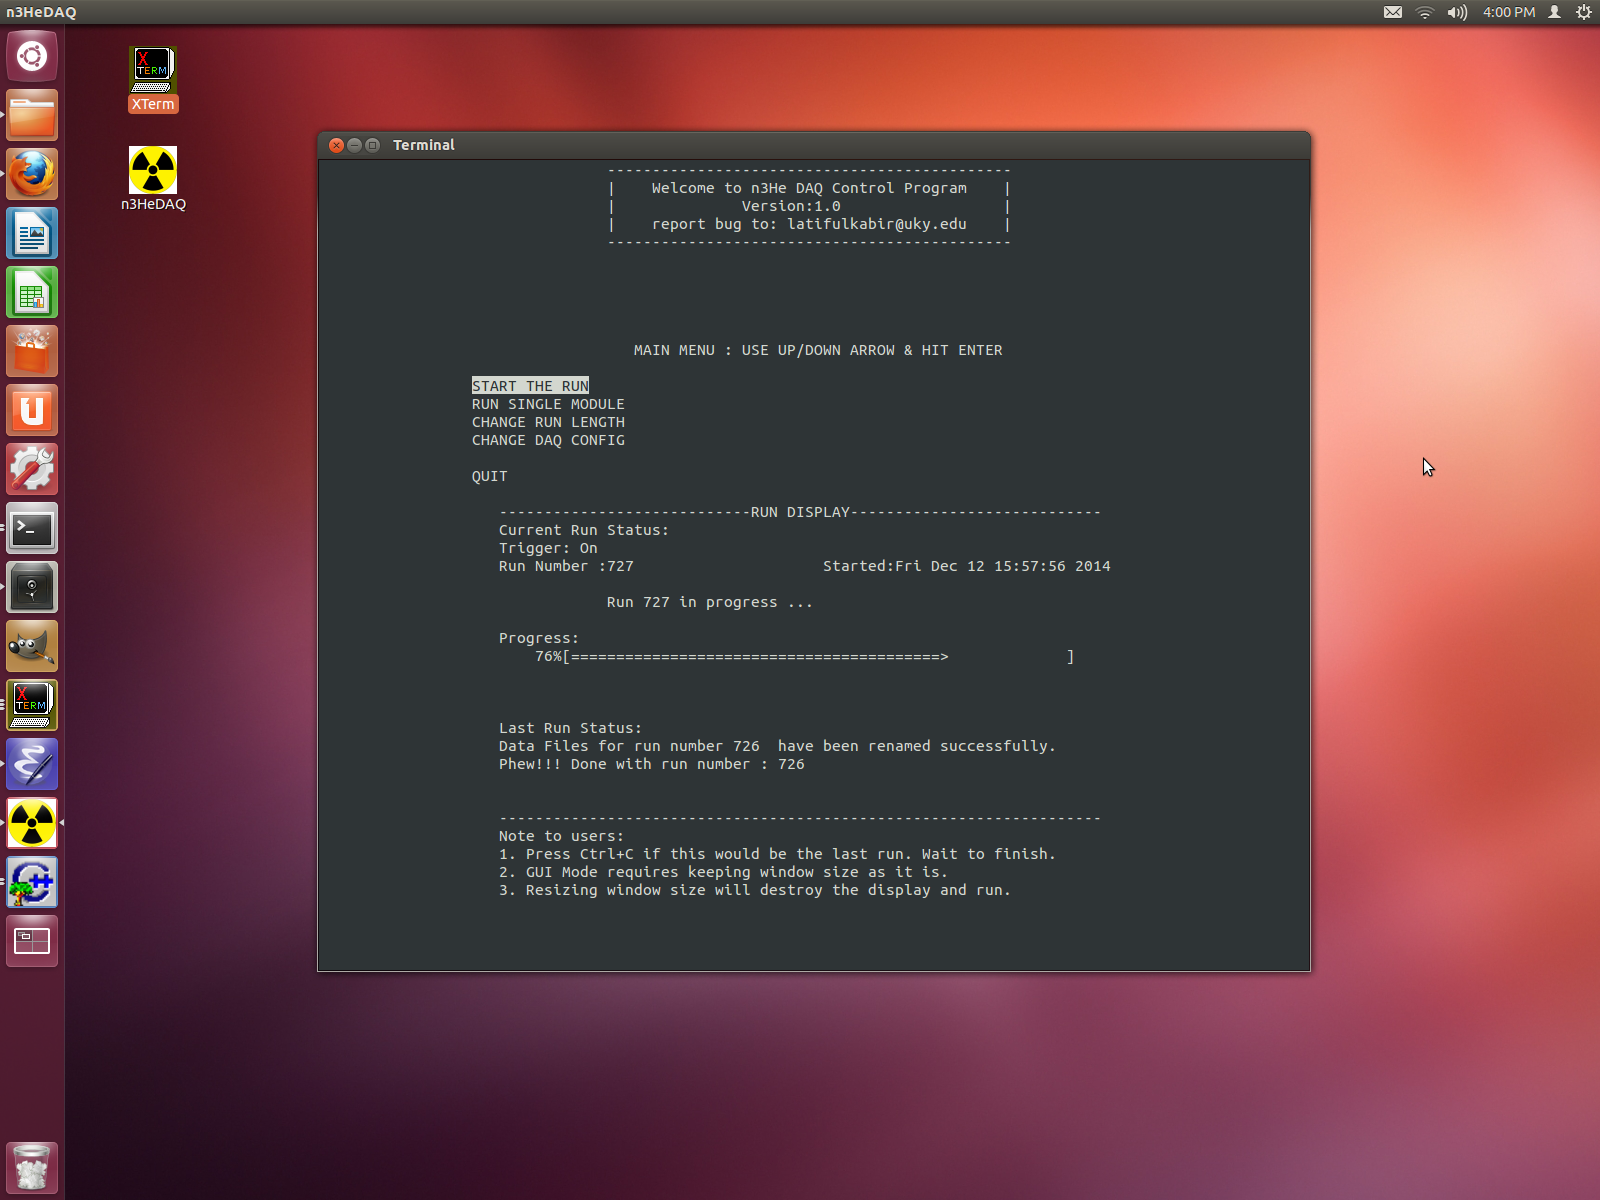 n3HeDAQ
4:00 PM
X
TERM
XTerm
n3HeDAQ
Terminal
---------------------------------------------
|    Welcome to n3He DAQ Control Program    |
|              Version:1.0                  |
|    report bug to: latifulkabir@uky.edu    |
---------------------------------------------
MAIN MENU : USE UP/DOWN ARROW & HIT ENTER
START THE RUN
RUN SINGLE MODULE
CHANGE RUN LENGTH
CHANGE DAQ CONFIG
QUIT
----------------------------RUN DISPLAY----------------------------
Current Run Status:
Trigger: On
Run Number :727                     Started:Fri Dec 12 15:57:56 2014
Run 727 in progress ...
Progress:
76%[=========================================>             ]
Last Run Status:
Data Files for run number 726  have been renamed successfully.
Phew!!! Done with run number : 726
-------------------------------------------------------------------
Note to users:
1. Press Ctrl+C if this would be the last run. Wait to finish.
2. GUI Mode requires keeping window size as it is.
3. Resizing window size will destroy the display and run.
U
>_
X
TERM
C++